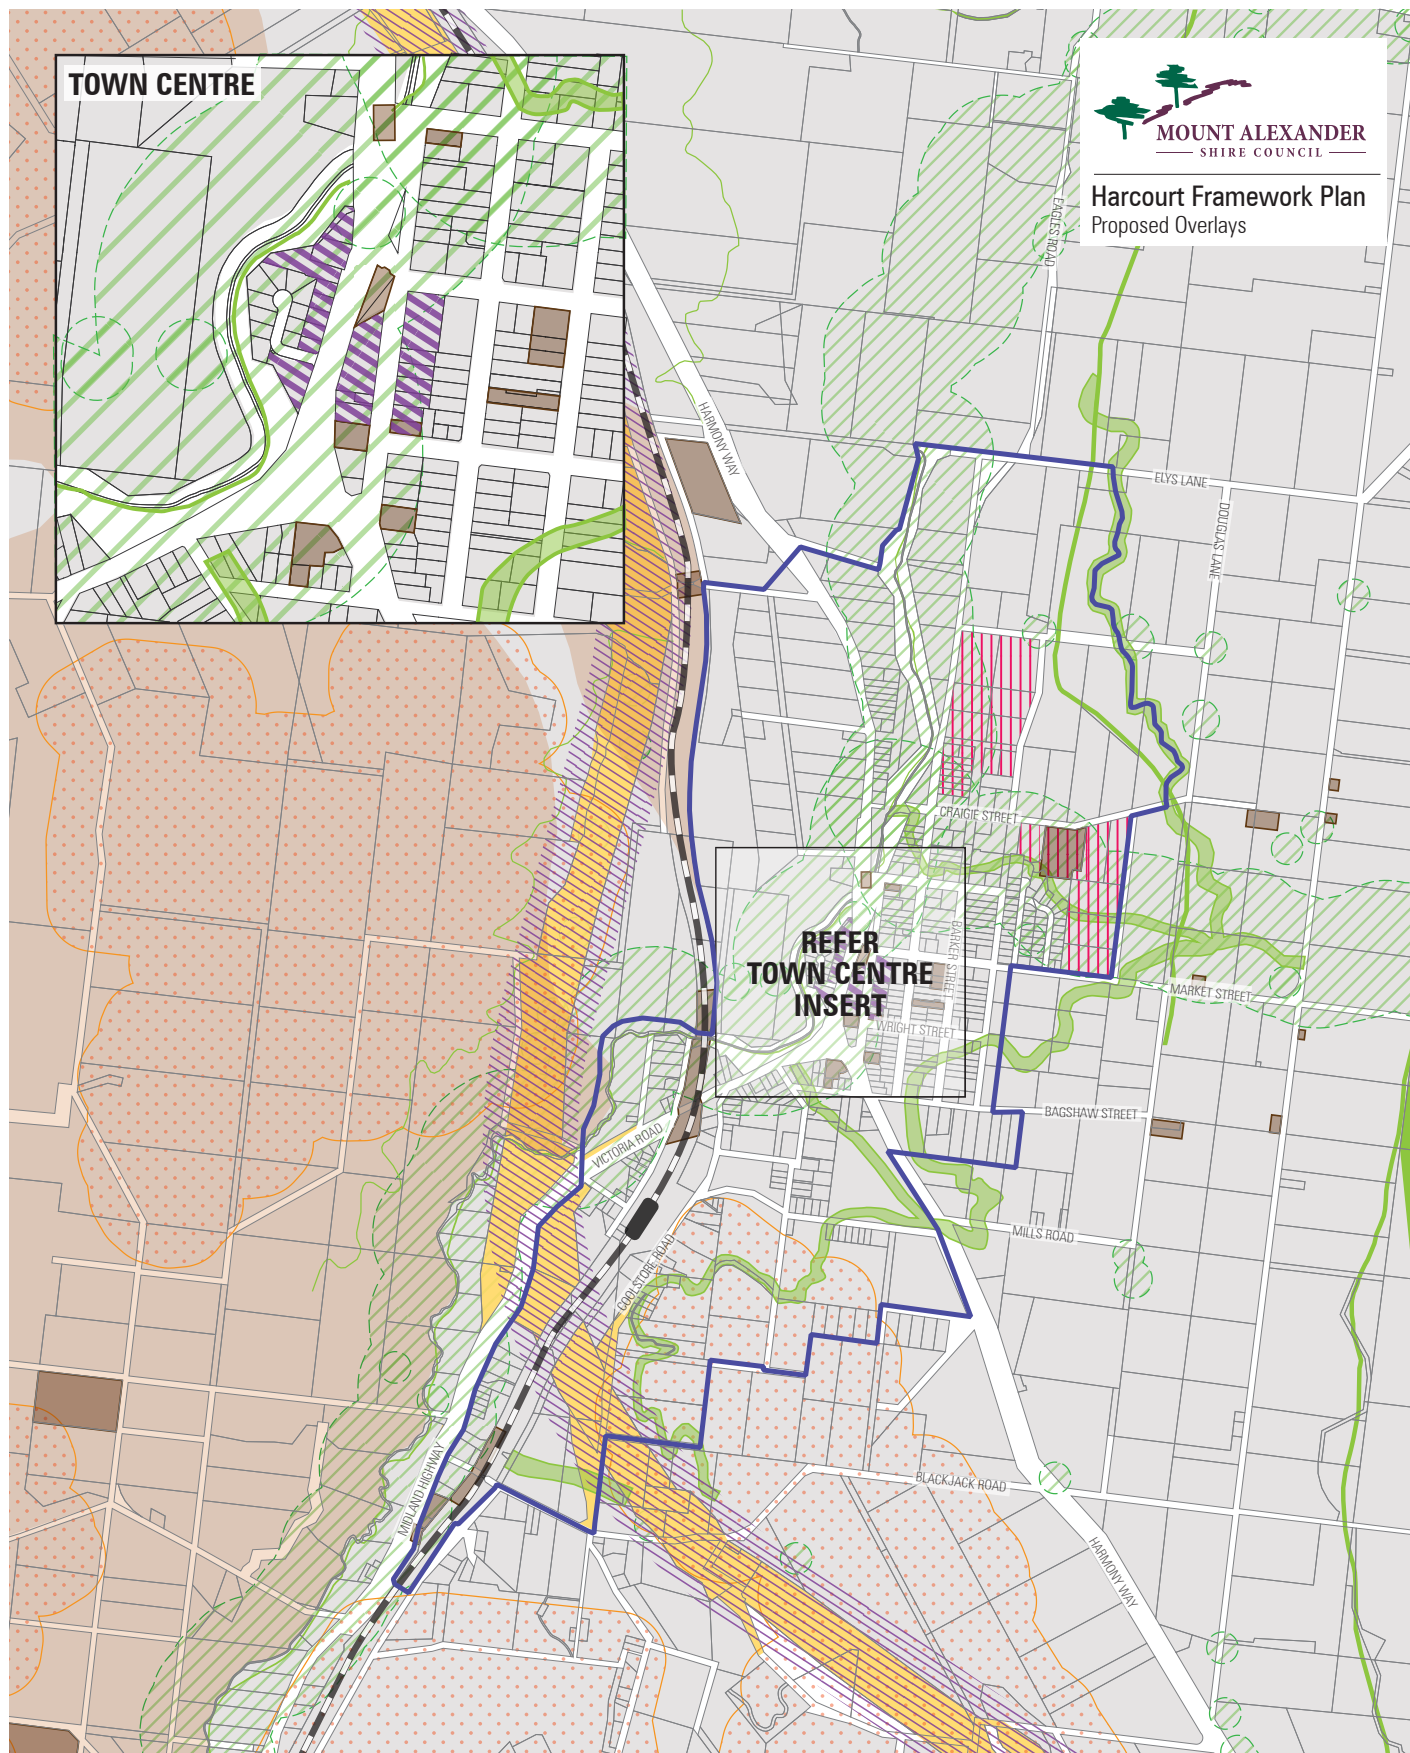 TOWN CENTRE
MOUNT ALEXANDER
SHIRE COUNCIL
Harcourt Framework Plan
Proposed Overlays
EAGLES ROAD
HARMONY WAY
ELYS LANE
DOUGLAS LANE
CRAIGIE STREET
REFER
TOWN CENTRE
INSERT
BARKER STREET
WRIGHT STREET
MARKET STREET
BAGSHAW STREET
VICTORIA ROAD
MILLS ROAD
COOLSTORE ROAD
MIDLAND HIGHWAY
BLACKJACK ROAD
HARMONY WAY